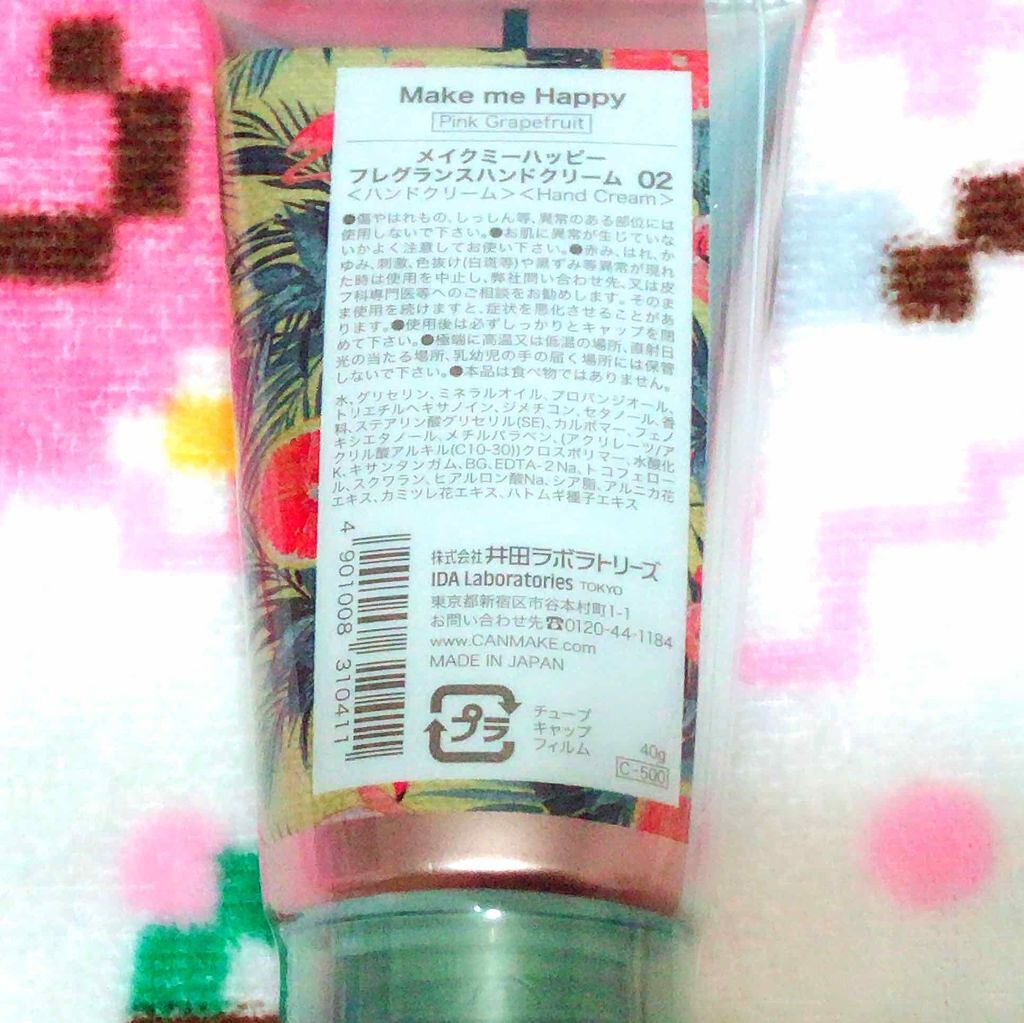 Make me Happy
Pink Grapefruit
メイクミーハッピー
フレグランスハンドクリーム 02
＜ハンドクリーム＞＜Hand Cream＞
●傷やはれもの、しっしん等、異常のある部位には
使用しないで下さい。●お肌に異常が生じていな
いかよく注意してお使い下さい。●赤み、はれ、か
ゆみ、刺激、色抜け(白斑等)や黒ずみ等異常が現れ
た時は使用を中止し、弊社問い合わせ先、又は皮
フ科専門医等へのご相談をお勧めします。そのま
ま使用を続けますと、症状を悪化させることがあ
ります。●使用後は必ずしっかりとキャップを閉
めて下さい。●極端に高温又は低温の場所、直射日
光の当たる場所、乳幼児の手の届く場所には保管
しないで下さい。●本品は食べ物ではありません。
水、グリセリン、ミネラルオイル、プロパンジオール、
トリエチルヘキサノイン、ジメチコン、セタノール、香
料、ステアリン酸グリセリル(SE)、カルボマー、フェノ
キシエタノール、メチルパラベン、(アクリレーツ/ア
クリル酸アルキル(C10-30))クロスポリマー、水酸化
K、キサンタンガム、BG、EDTA-2Na、トコフェロー
ル、スクワラン、ヒアルロン酸Na、シア脂、アルニカ花
エキス、カミツレ花エキス、ハトムギ種子エキス
4 901008 310411
株式会社 井田ラボラトリーズ
IDA Laboratories TOKYO
東京都新宿区市谷本村町1-1
お問い合わせ先☎0120-44-1184
www.CANMAKE.com
MADE IN JAPAN
プラ
チューブ
キャップ
フィルム
40g
C-500